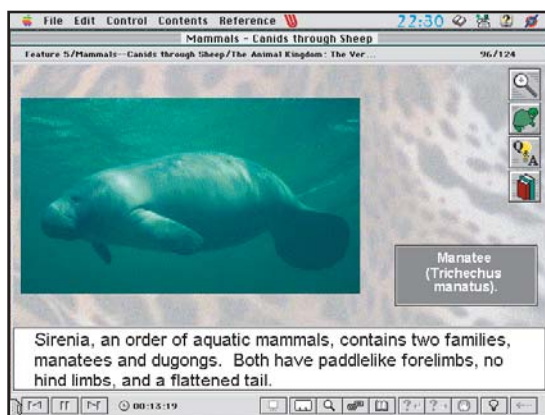 File Edit Control Contents Reference 22:30
Mammals - Canids through Sheep
Feature 5/Mammals--Canids through Sheep/The Animal Kingdom: The Ver... 96/124
Q A
Manatee
(Trichechus
manatus).
Sirenia, an order of aquatic mammals, contains two families,
manatees and dugongs. Both have paddlelike forelimbs, no
hind limbs, and a flattened tail.
00:13:19